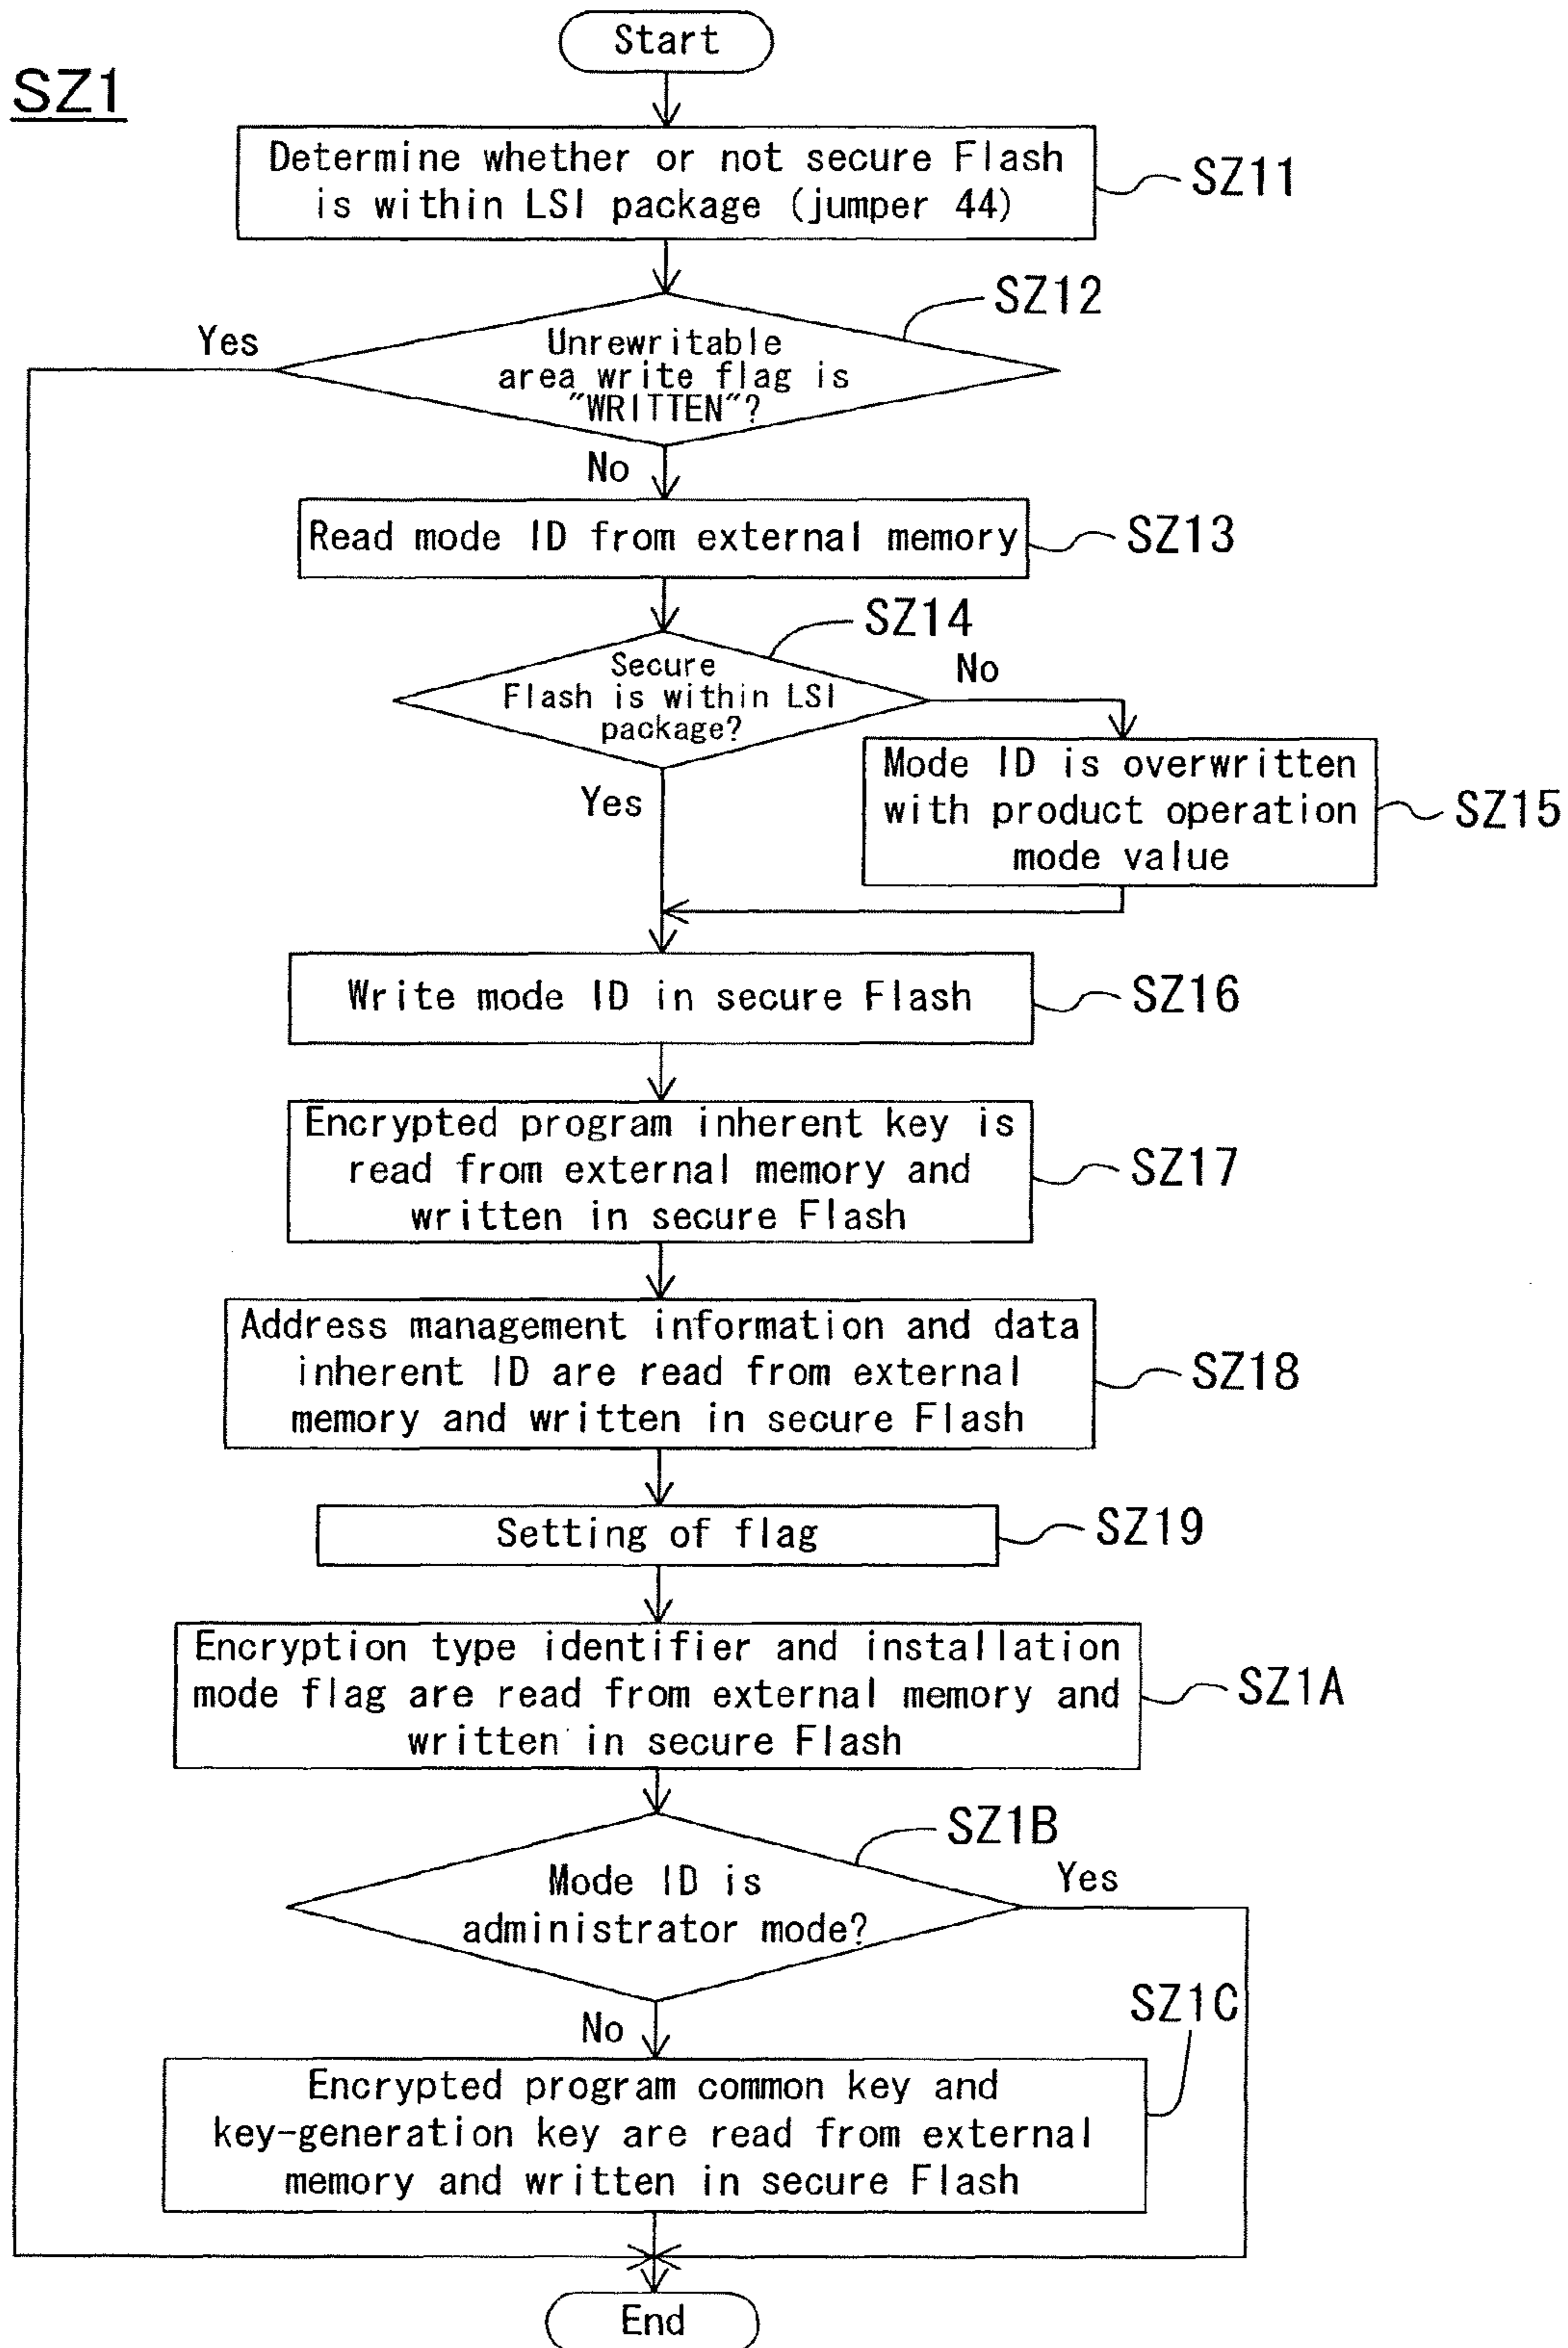 Start
SZ1
Determine whether or not secure Flash
is within LSI package (jumper 44)
SZ11
SZ12
Yes
Unrewritable
area write flag is
"WRITTEN"?
No
Read mode ID from external memory
SZ13
SZ14
Secure
Flash is within LSI
package?
No
Yes
Mode ID is overwritten
with product operation
mode value
SZ15
Write mode ID in secure Flash
SZ16
Encrypted program inherent key is
read from external memory and
written in secure Flash
SZ17
Address management information and data
inherent ID are read from external
memory and written in secure Flash
SZ18
Setting of flag
SZ19
Encryption type identifier and installation
mode flag are read from external memory and
written in secure Flash
SZ1A
SZ1B
Mode ID is
administrator mode?
Yes
No
SZ1C
Encrypted program common key and
key-generation key are read from external
memory and written in secure Flash
End